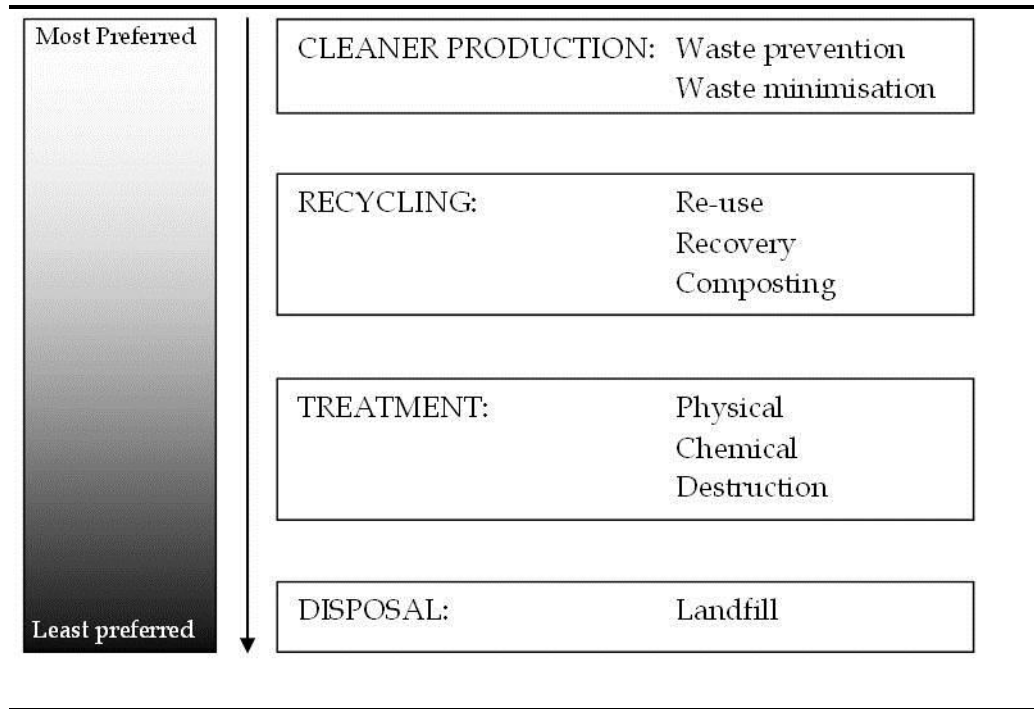 Most Preferred
CLEANER PRODUCTION: Waste prevention
Waste minimisation
RECYCLING: Re-use
Recovery
Composting
TREATMENT: Physical
Chemical
Destruction
DISPOSAL: Landfill
Least preferred